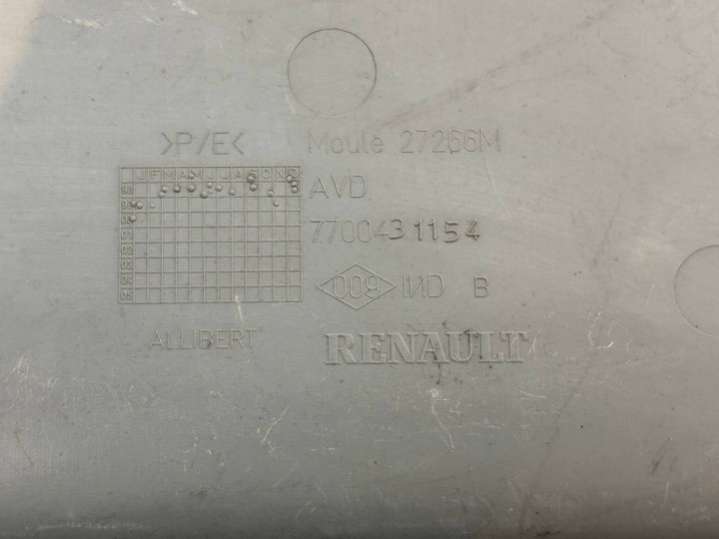 >P/E<
Moule 27266M
J F M A M J J A S O N D
AVD
7700431154
009 IND B
ALLIBERT
RENAULT